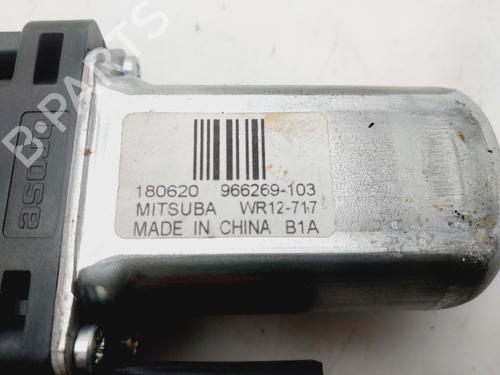 B-PARTS
brose
180620 966269-103
MITSUBA WR12-717
MADE IN CHINA B1A